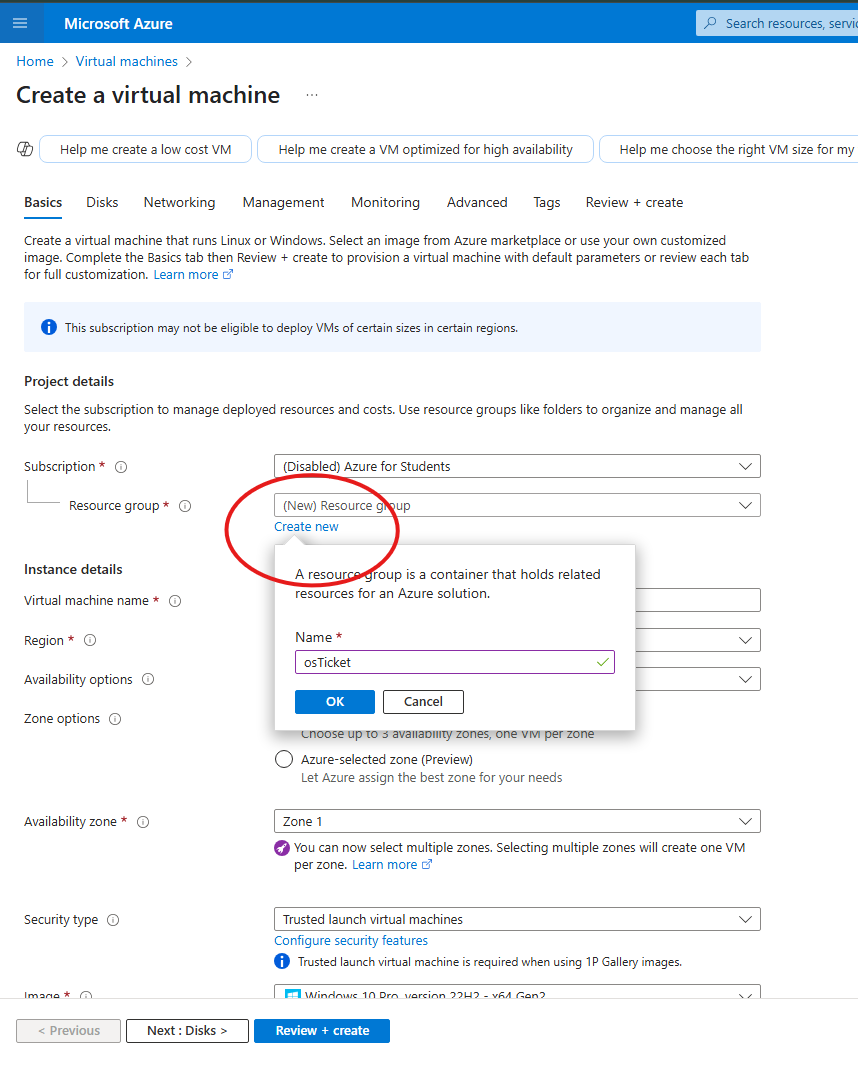 Microsoft Azure
Search resources, servic
Home > Virtual machines >
Create a virtual machine ...
Help me create a low cost VM
Help me create a VM optimized for high availability
Help me choose the right VM size for my
Basics Disks Networking Management Monitoring Advanced Tags Review + create
Create a virtual machine that runs Linux or Windows. Select an image from Azure marketplace or use your own customized
image. Complete the Basics tab then Review + create to provision a virtual machine with default parameters or review each tab
for full customization. Learn more
This subscription may not be eligible to deploy VMs of certain sizes in certain regions.
Project details
Select the subscription to manage deployed resources and costs. Use resource groups like folders to organize and manage all
your resources.
Subscription *
(Disabled) Azure for Students
Resource group *
(New) Resource group
Create new
A resource group is a container that holds related
resources for an Azure solution.
Name *
osTicket
OK
Cancel
Instance details
Virtual machine name *
Region *
Availability options
Zone options
Choose up to 3 availability zones, one VM per zone
Azure-selected zone (Preview)
Let Azure assign the best zone for your needs
Availability zone *
Zone 1
You can now select multiple zones. Selecting multiple zones will create one VM
per zone. Learn more
Security type
Trusted launch virtual machines
Configure security features
Trusted launch virtual machine is required when using 1P Gallery images.
Image *
Windows 10 Pro, version 22H2 - x64 Gen2
< Previous
Next : Disks >
Review + create